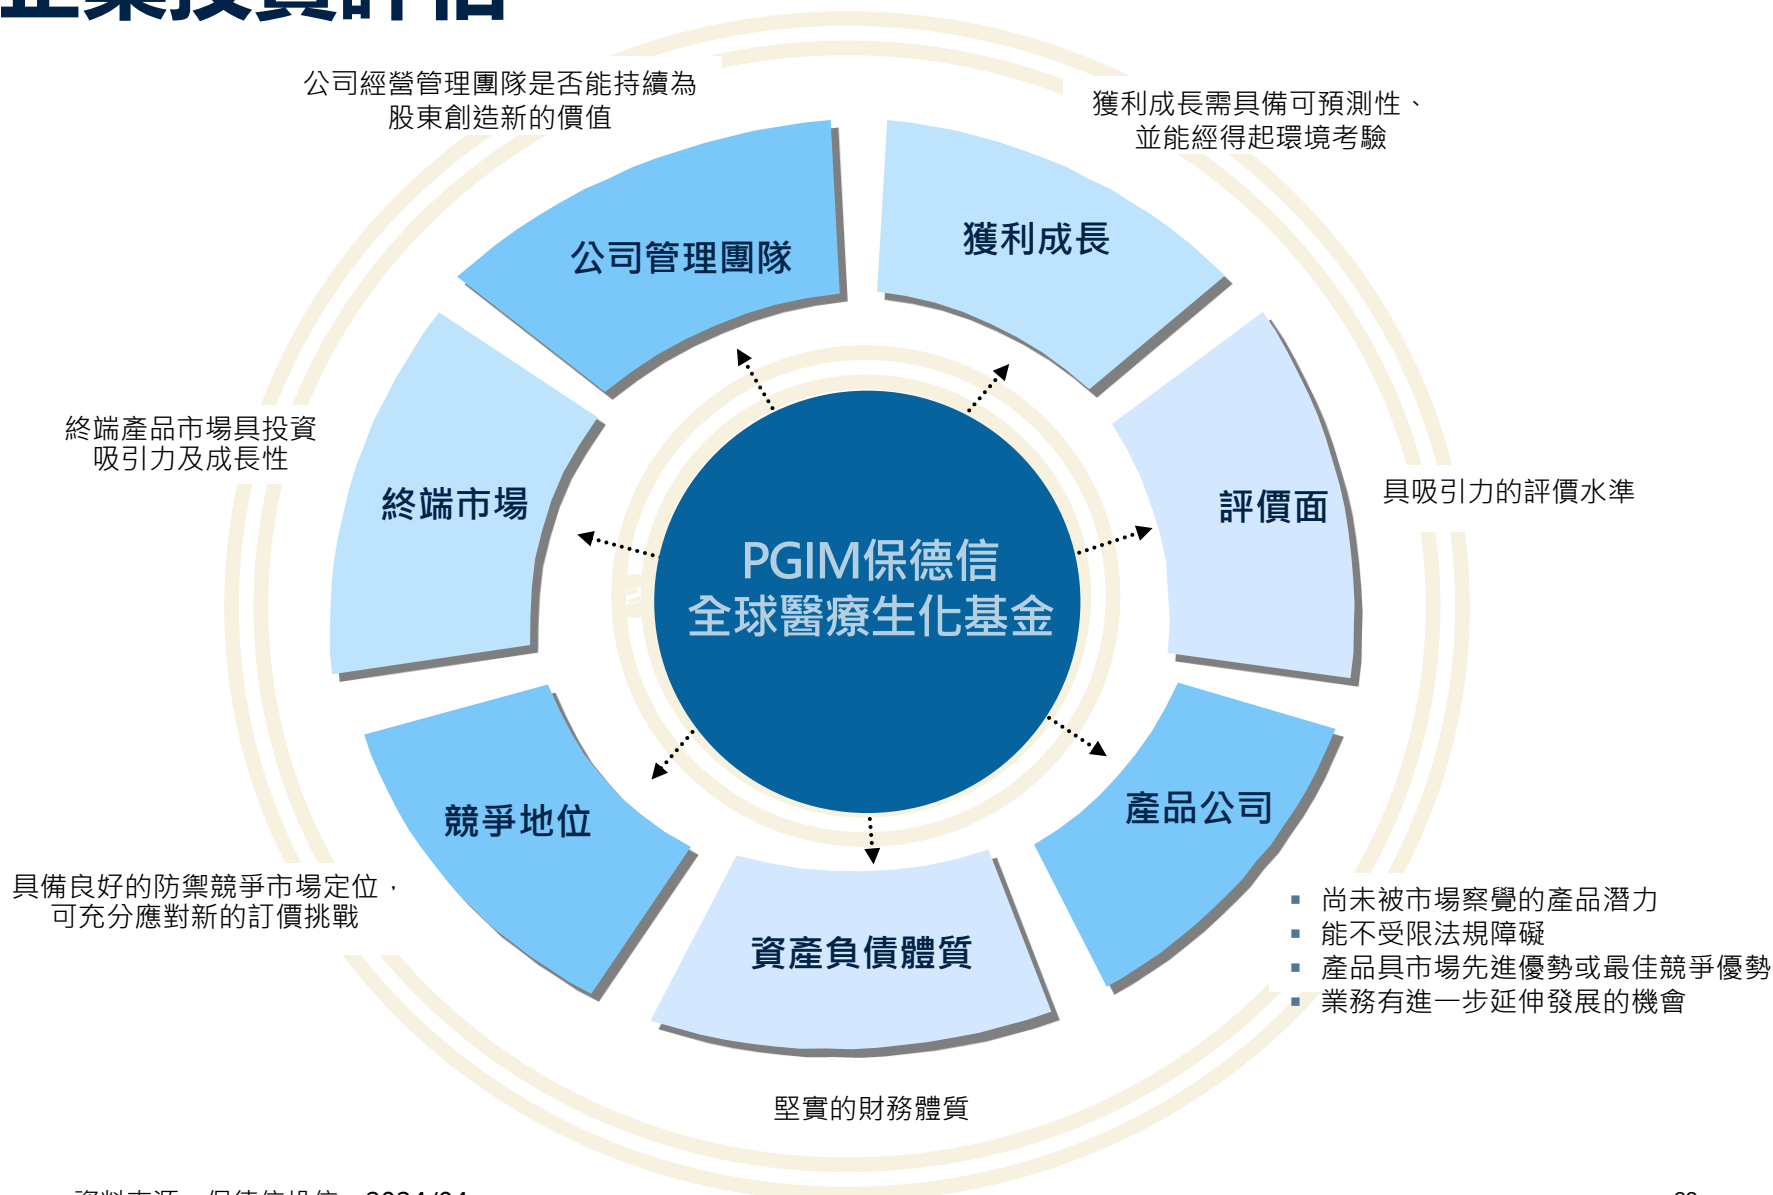 企業投資評估
公司經營管理團隊是否能持續為
股東創造新的價值
獲利成長需具備可預測性、
並能經得起環境考驗
公司管理團隊
獲利成長
終端產品市場具投資
吸引力及成長性
終端市場
評價面
具吸引力的評價水準
PGIM保德信
全球醫療生化基金
競爭地位
產品公司
具備良好的防禦競爭市場定位，
可充分應對新的訂價挑戰
資產負債體質
▪ 尚未被市場察覺的產品潛力
▪ 能不受限法規障礙
▪ 產品具市場先進優勢或最佳競爭優勢
▪ 業務有進一步延伸發展的機會
堅實的財務體質